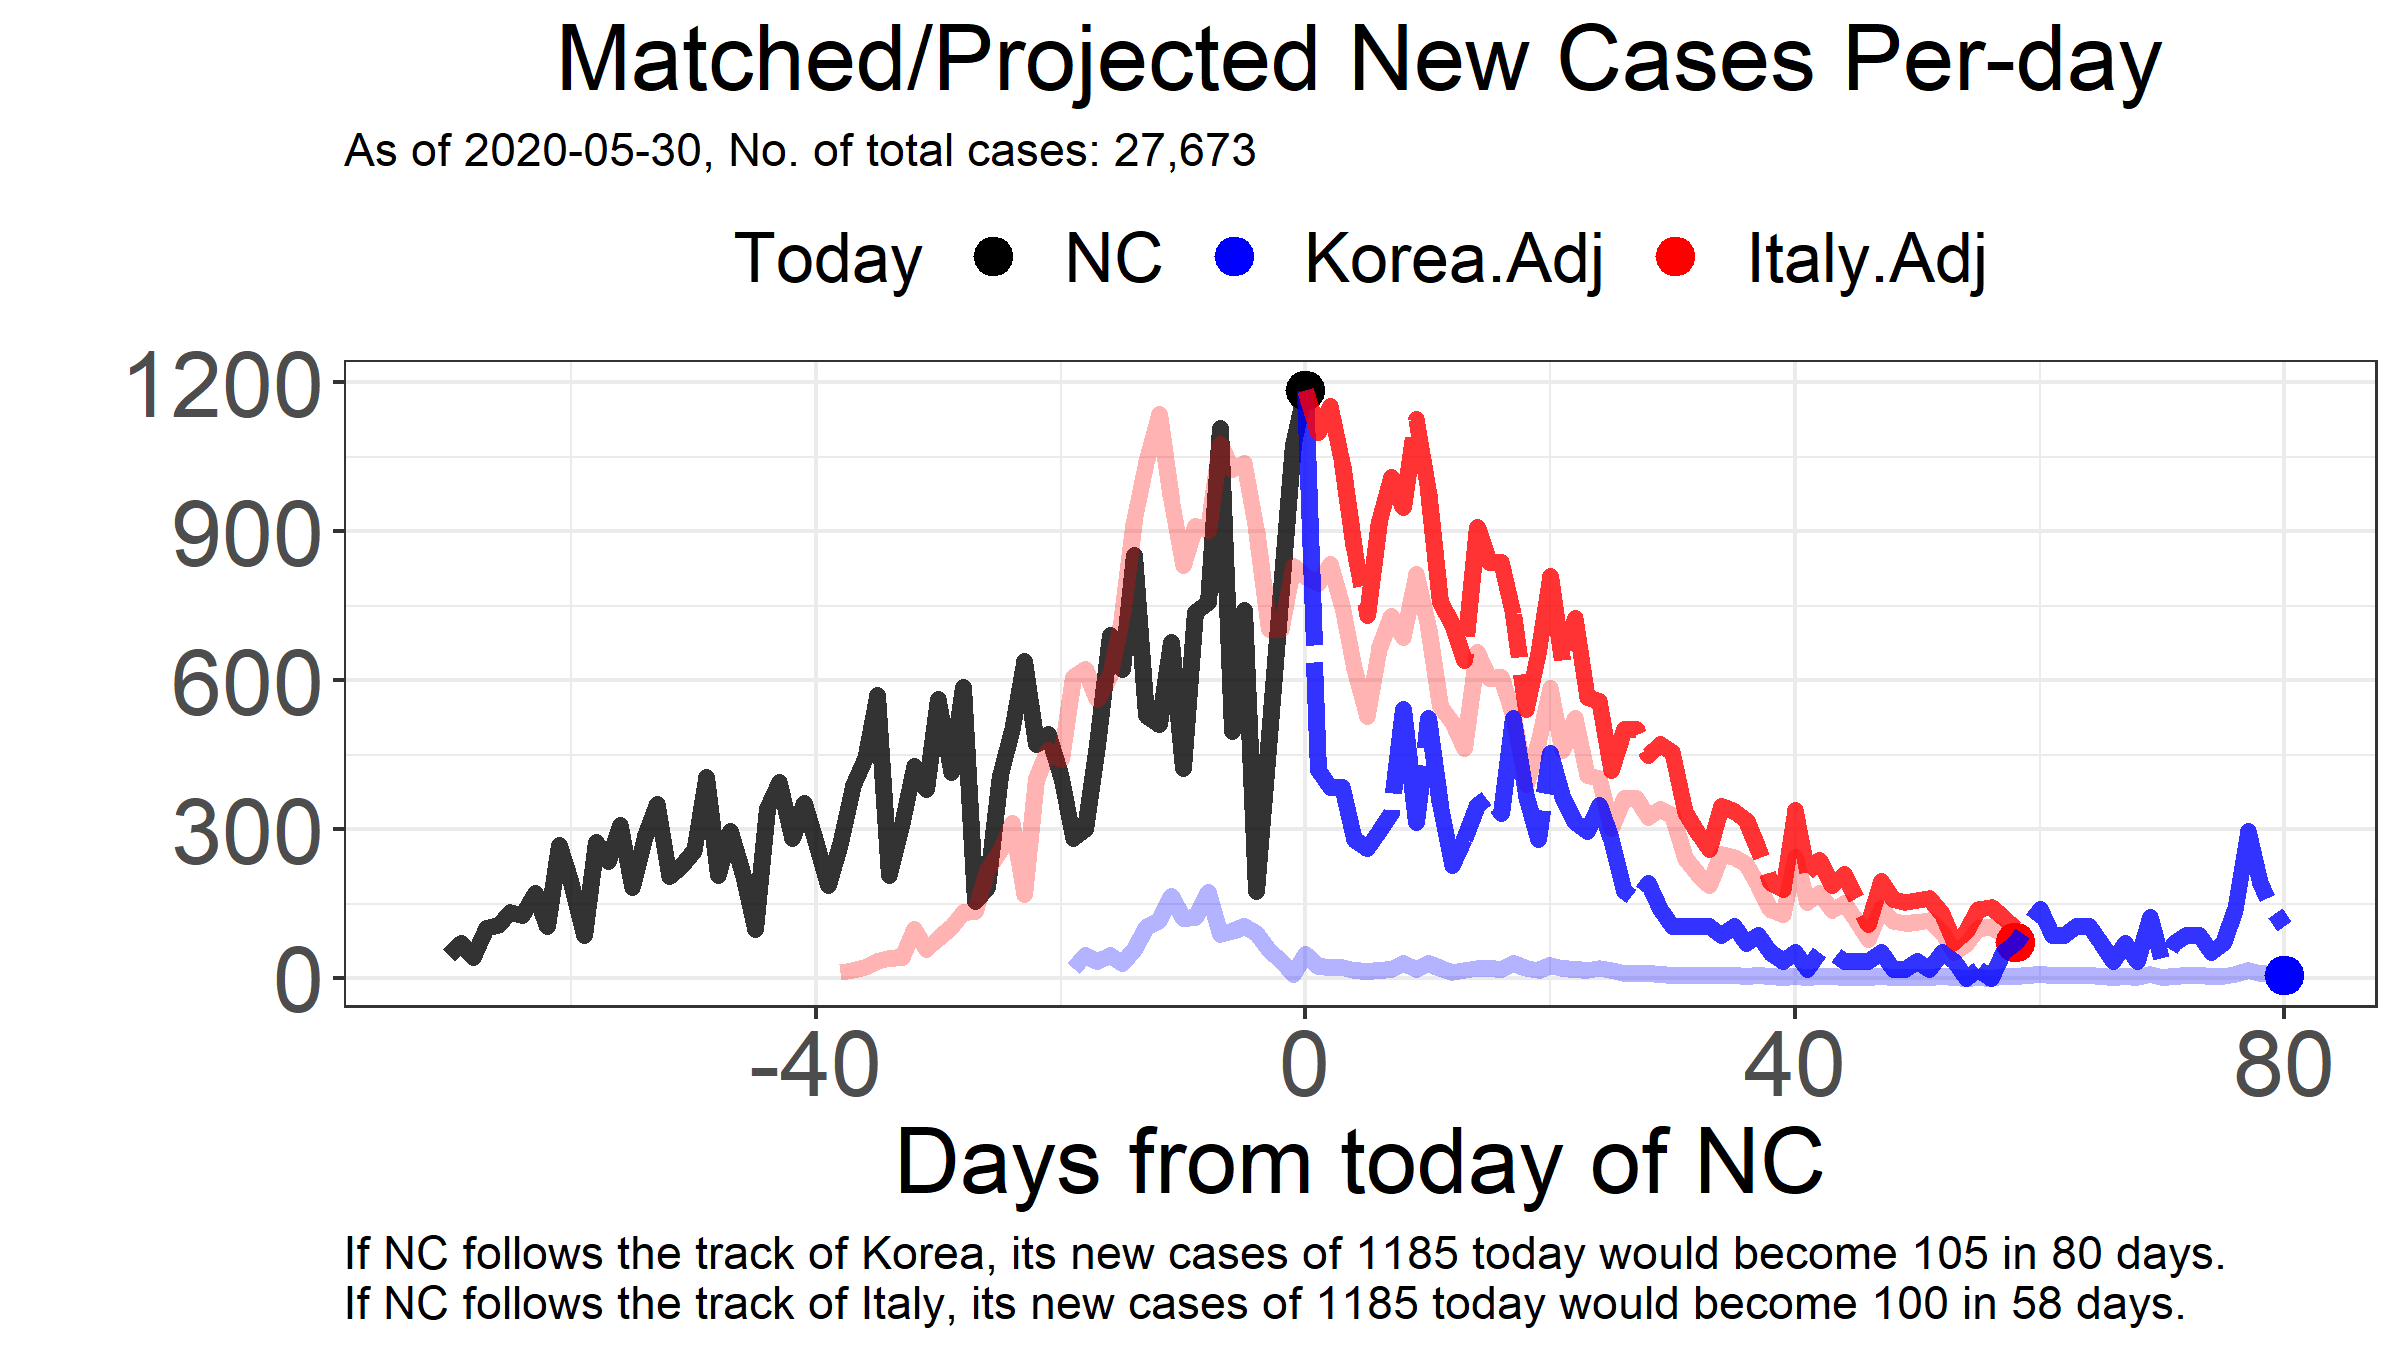 Matched/Projected New Cases Per-day
As of 2020-05-30, No. of total cases: 27,673
Today NC Korea.Adj Italy.Adj
1200
900
600
300
0
-40 0 40 80
Days from today of NC
If NC follows the track of Korea, its new cases of 1185 today would become 105 in 80 days.
If NC follows the track of Italy, its new cases of 1185 today would become 100 in 58 days.